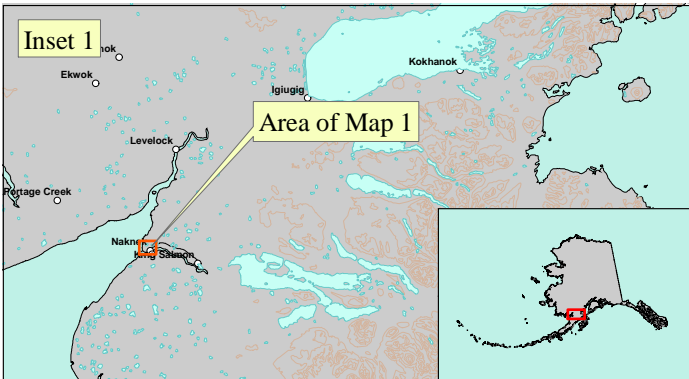 Inset 1
Ekwok
Kokhanok
Igiugig
Area of Map 1
Levelock
Portage Creek
King Salmon